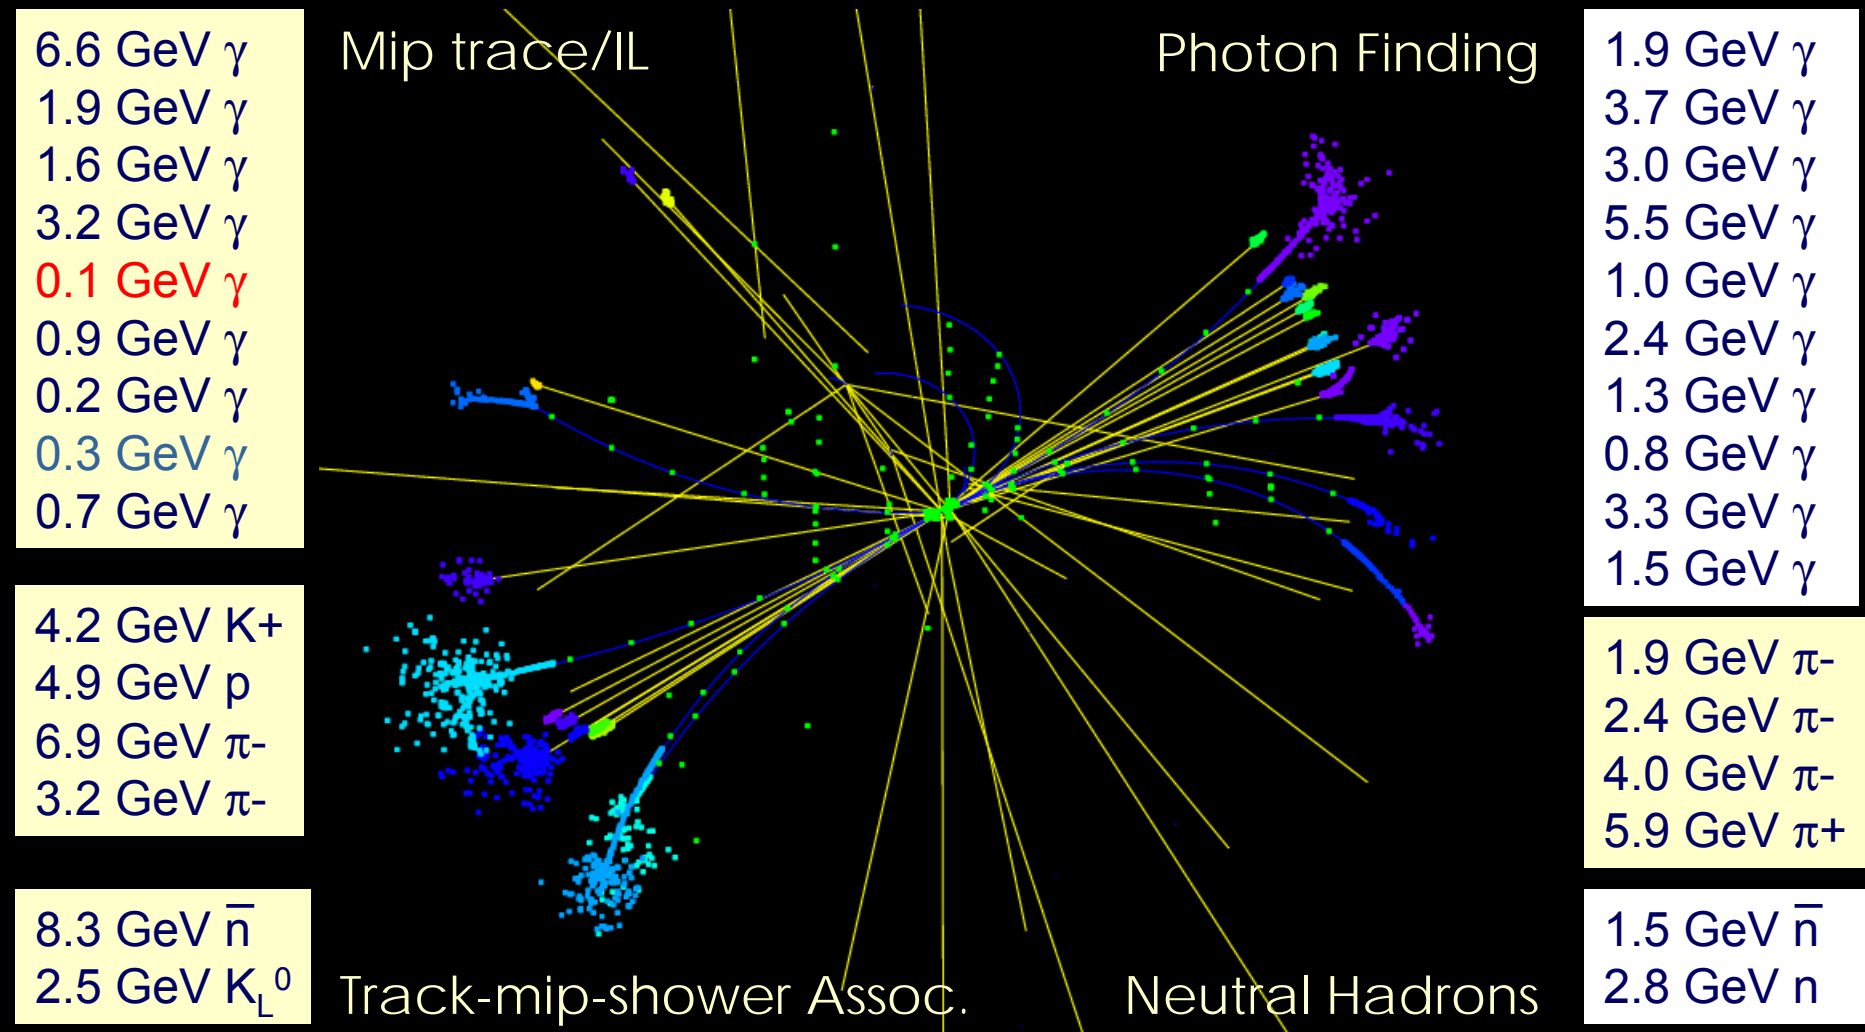 6.6 GeV γ
1.9 GeV γ
1.6 GeV γ
3.2 GeV γ
0.1 GeV γ
0.9 GeV γ
0.2 GeV γ
0.3 GeV γ
0.7 GeV γ
4.2 GeV K+
4.9 GeV p
6.9 GeV π-
3.2 GeV π-
8.3 GeV n̅
2.5 GeV K_L⁰
Mip trace/IL
Photon Finding
Track-mip-shower Assoc.
Neutral Hadrons
1.9 GeV γ
3.7 GeV γ
3.0 GeV γ
5.5 GeV γ
1.0 GeV γ
2.4 GeV γ
1.3 GeV γ
0.8 GeV γ
3.3 GeV γ
1.5 GeV γ
1.9 GeV π-
2.4 GeV π-
4.0 GeV π-
5.9 GeV π+
1.5 GeV n̅
2.8 GeV n